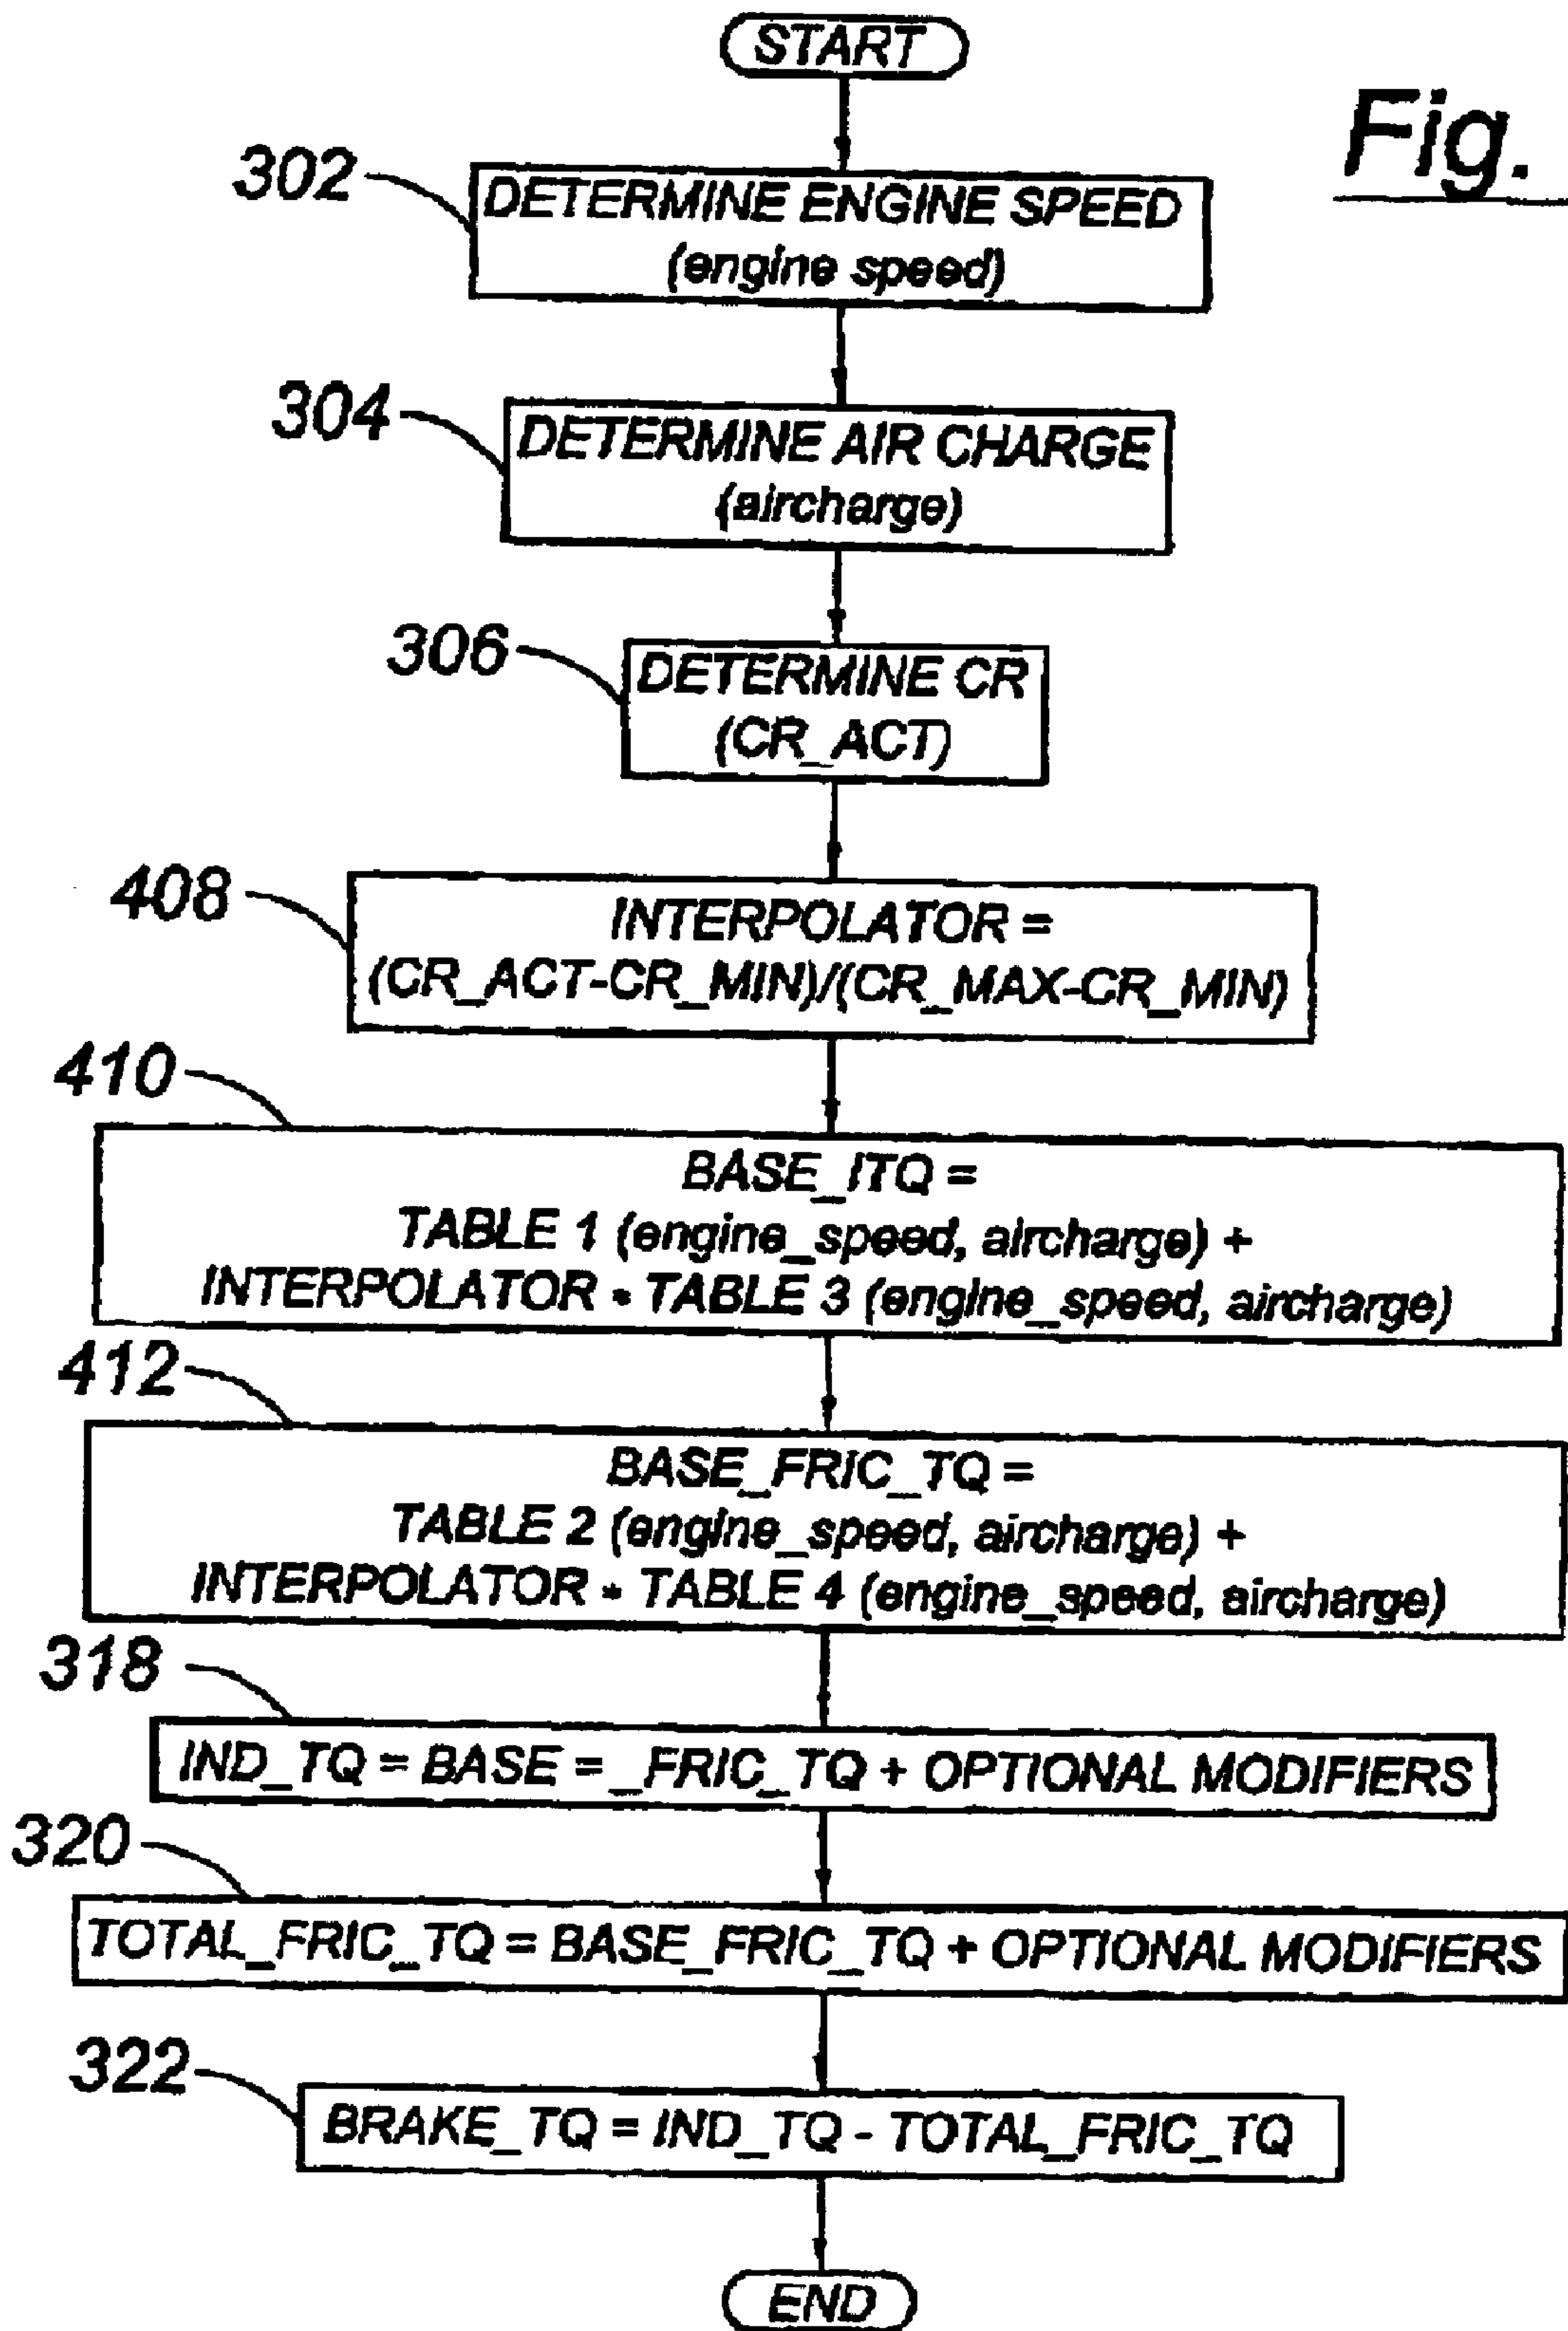 START
Fig.
302
DETERMINE ENGINE SPEED
(engine speed)
304
DETERMINE AIR CHARGE
(aircharge)
306
DETERMINE CR
(CR_ACT)
408
INTERPOLATOR =
(CR_ACT-CR_MIN)/(CR_MAX-CR_MIN)
410
BASE_ITQ =
TABLE 1 (engine_speed, aircharge) +
INTERPOLATOR * TABLE 3 (engine_speed, aircharge)
412
BASE_FRIC_TQ =
TABLE 2 (engine_speed, aircharge) +
INTERPOLATOR * TABLE 4 (engine_speed, aircharge)
318
IND_TQ = BASE = _FRIC_TQ + OPTIONAL MODIFIERS
320
TOTAL_FRIC_TQ = BASE_FRIC_TQ + OPTIONAL MODIFIERS
322
BRAKE_TQ = IND_TQ - TOTAL_FRIC_TQ
END